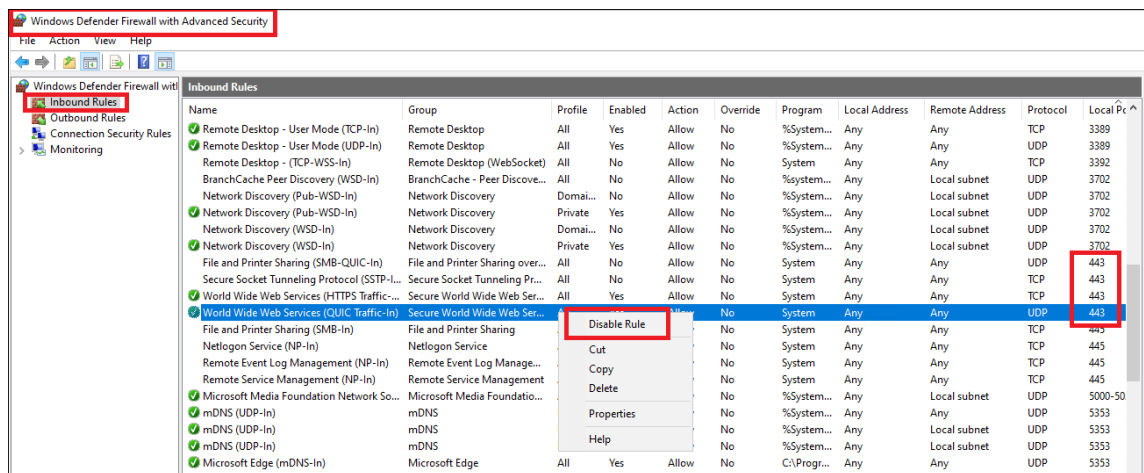 Windows Defender Firewall with Advanced Security
File Action View Help
Windows Defender Firewall witl
Inbound Rules
Outbound Rules
Connection Security Rules
Monitoring
Inbound Rules
Name Group Profile Enabled Action Override Program Local Address Remote Address Protocol Local Po
Remote Desktop - User Mode (TCP-In) Remote Desktop All Yes Allow No %System... Any Any TCP 3389
Remote Desktop - User Mode (UDP-In) Remote Desktop All Yes Allow No %System... Any Any UDP 3389
Remote Desktop - (TCP-WSS-In) Remote Desktop (WebSocket) All No Allow No System Any Any TCP 3392
BranchCache Peer Discovery (WSD-In) BranchCache - Peer Discove... All No Allow No %system... Any Local subnet UDP 3702
Network Discovery (Pub-WSD-In) Network Discovery Domai... No Allow No %System... Any Local subnet UDP 3702
Network Discovery (Pub-WSD-In) Network Discovery Private Yes Allow No %System... Any Local subnet UDP 3702
Network Discovery (WSD-In) Network Discovery Domai... No Allow No %System... Any Local subnet UDP 3702
Network Discovery (WSD-In) Network Discovery Private Yes Allow No %System... Any Local subnet UDP 3702
File and Printer Sharing (SMB-QUIC-In) File and Printer Sharing over... All No Allow No System Any Any UDP 443
Secure Socket Tunneling Protocol (SSTP-I... Secure Socket Tunneling Pr... All No Allow No System Any Any TCP 443
World Wide Web Services (HTTPS Traffic-... Secure World Wide Web Ser... All Yes Allow No System Any Any TCP 443
World Wide Web Services (QUIC Traffic-In) Secure World Wide Web Ser... No System Any Any UDP 443
File and Printer Sharing (SMB-In) File and Printer Sharing No System Any Any TCP 445
Netlogon Service (NP-In) Netlogon Service No System Any Any TCP 445
Remote Event Log Management (NP-In) Remote Event Log Manage... No System Any Any TCP 445
Remote Service Management (NP-In) Remote Service Management No System Any Any TCP 445
Microsoft Media Foundation Network So... Microsoft Media Foundatio... No %System... Any Local subnet UDP 5000-50
mDNS (UDP-In) mDNS No %System... Any Any UDP 5353
mDNS (UDP-In) mDNS No %System... Any Local subnet UDP 5353
mDNS (UDP-In) mDNS No %System... Any Local subnet UDP 5353
Microsoft Edge (mDNS-In) Microsoft Edge All Yes Allow No C:\Progr... Any Any UDP 5353
Disable Rule
Cut
Copy
Delete
Properties
Help